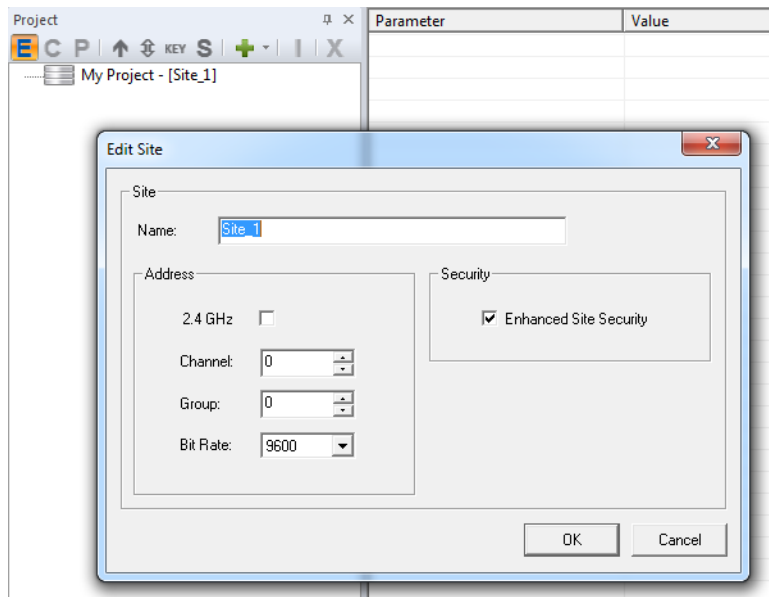 Project
Parameter Value
E C P KEY S I X
My Project - [Site_1]
Edit Site
Site
Name: Site_1
Address
Security
2.4 GHz
Enhanced Site Security
Channel: 0
Group: 0
Bit Rate: 9600
OK Cancel